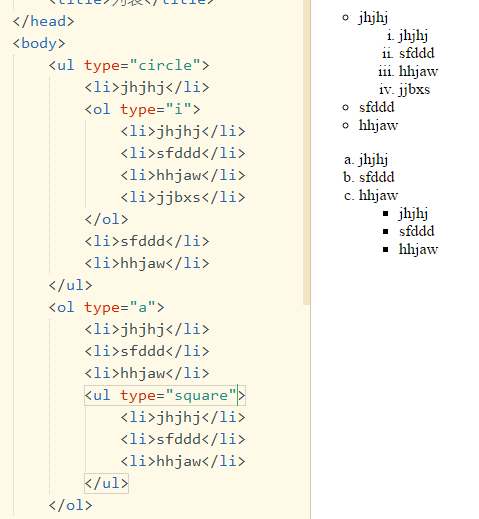 <title>列表</title>
</head>
<body>
<ul type="circle">
<li>jhjhj</li>
<ol type="i">
<li>jhjhj</li>
<li>sfddd</li>
<li>hhjaw</li>
<li>jjbxs</li>
</ol>
<li>sfddd</li>
<li>hhjaw</li>
</ul>
<ol type="a">
<li>jhjhj</li>
<li>sfddd</li>
<li>hhjaw</li>
<ul type="square">
<li>jhjhj</li>
<li>sfddd</li>
<li>hhjaw</li>
</ul>
</ol>
jhjhj
i. jhjhj
ii. sfddd
iii. hhjaw
iv. jjbxs
sfddd
hhjaw
a. jhjhj
b. sfddd
c. hhjaw
jhjhj
sfddd
hhjaw